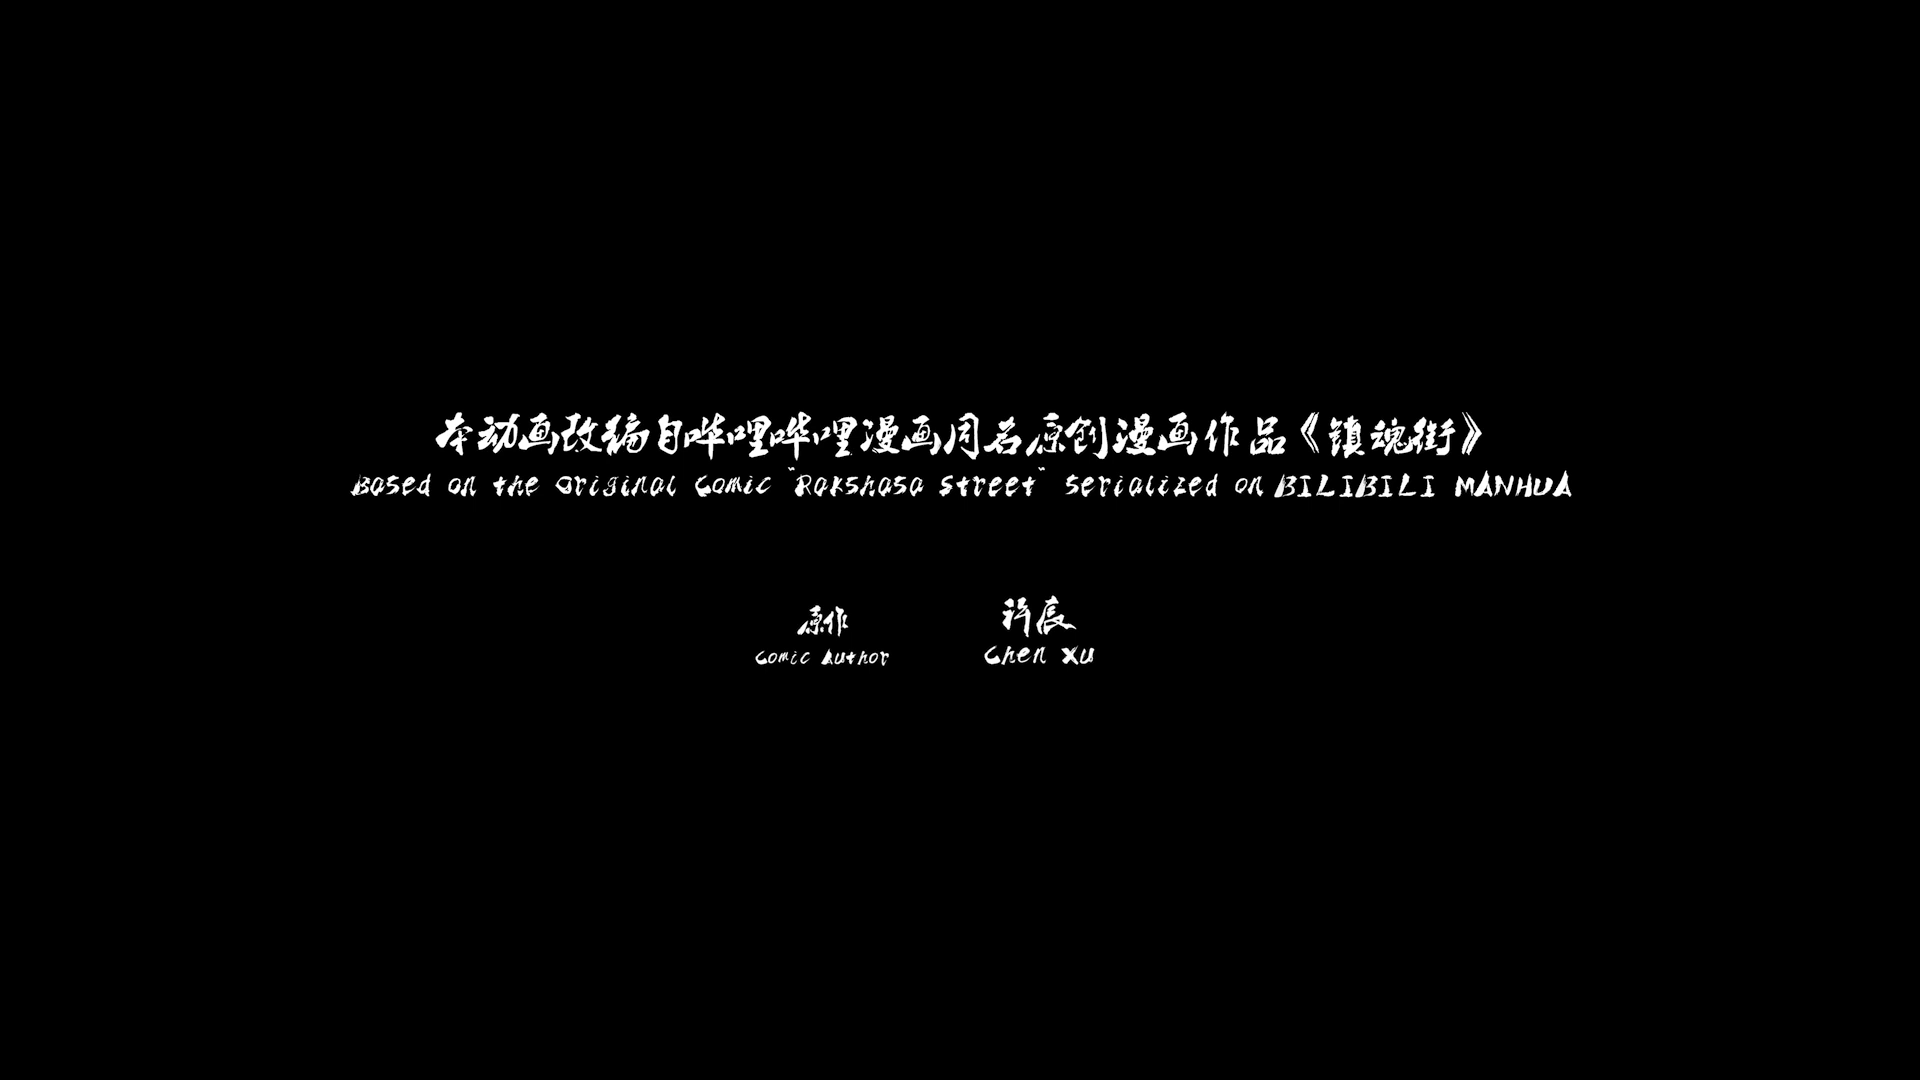 本动画改编自哔哩哔哩漫画同名原创漫画作品《镇魂街》
Based on the Original Comic "Rakshasa Street" Serialized on BILIBILI MANHUA
原作 许辰
Comic Author Chen Xu